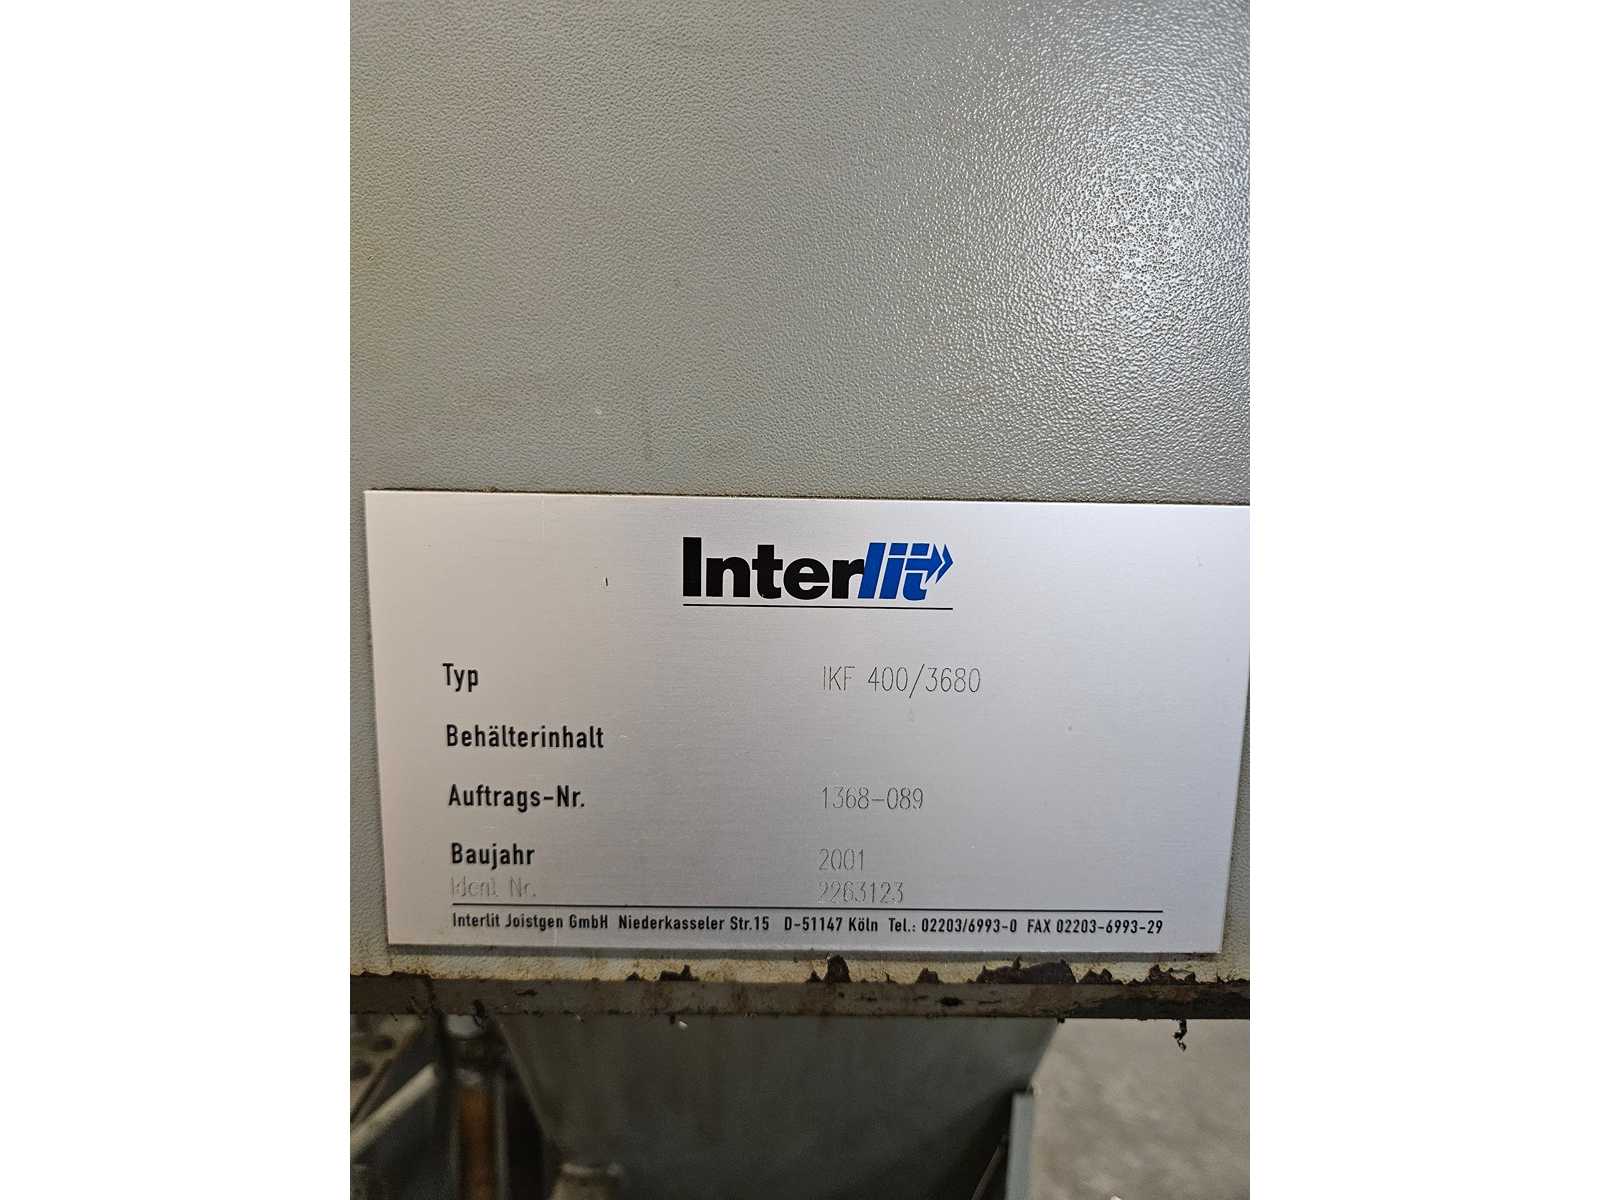 Interlit
Typ IKF 400/3680
Behälterinhalt
Auftrags-Nr. 1368-089
Baujahr 2001
Ident Nr. 2263123
Interlit Joistgen GmbH Niederkasseler Str.15 D-51147 Köln Tel.: 02203/6993-0 FAX 02203-6993-29